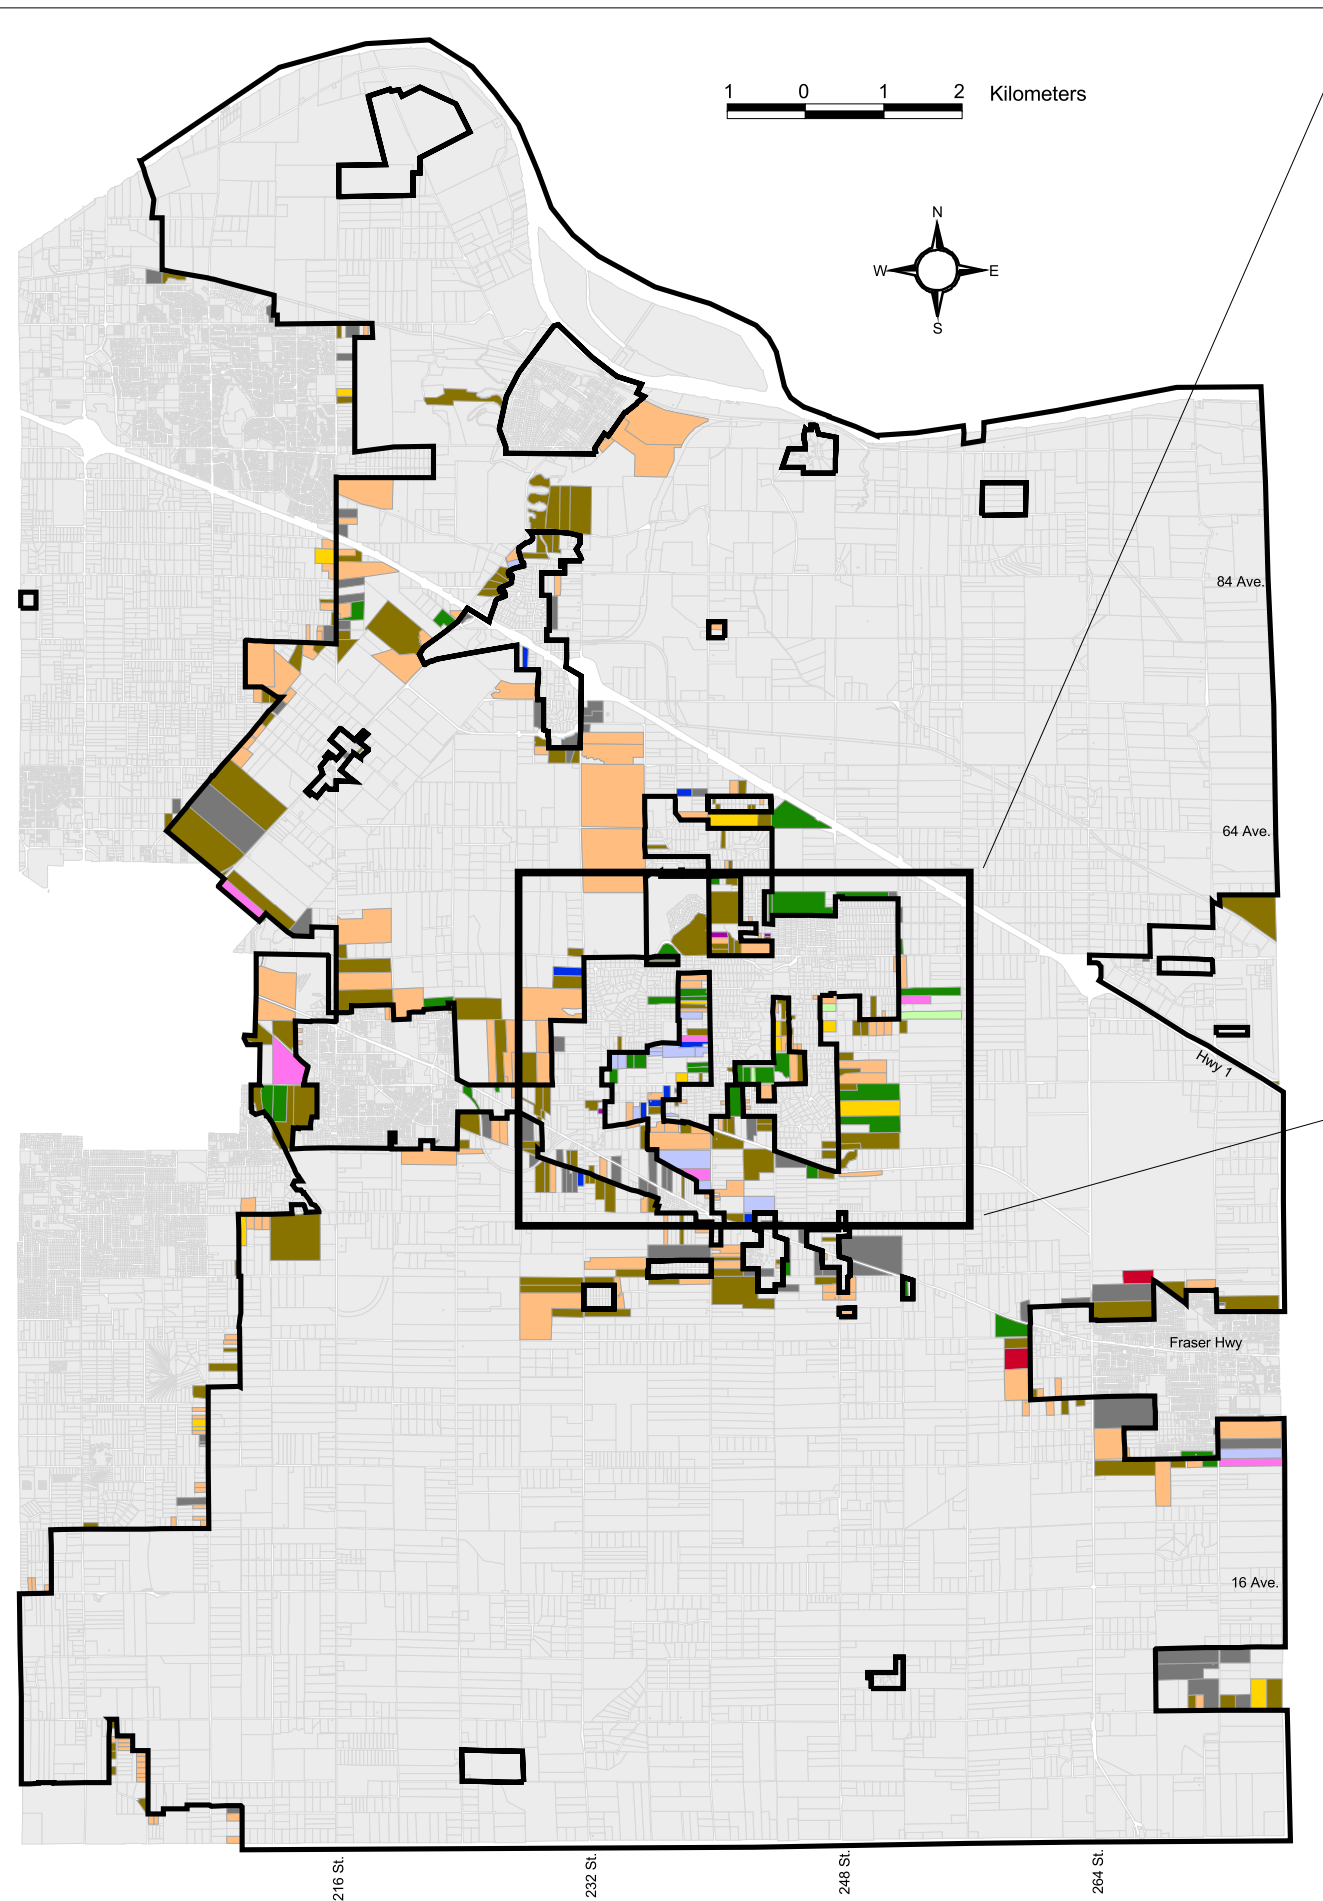 1 0 1 2 Kilometers
N
W E
S
84 Ave.
64 Ave.
Hwy 1
Fraser Hwy
16 Ave.
216 St.
232 St.
248 St.
264 St.